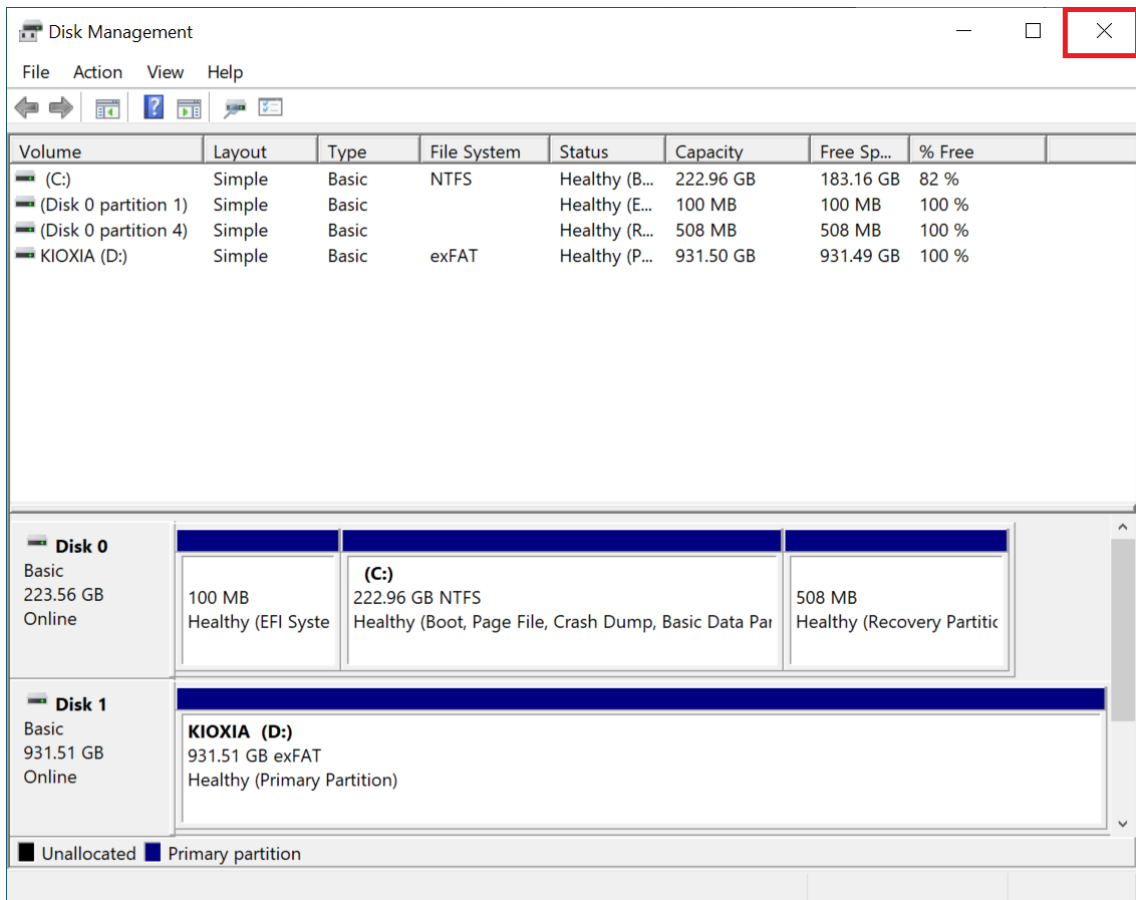 Disk Management
File Action View Help
Volume Layout Type File System Status Capacity Free Sp... % Free
(C:) Simple Basic NTFS Healthy (B... 222.96 GB 183.16 GB 82 %
(Disk 0 partition 1) Simple Basic Healthy (E... 100 MB 100 MB 100 %
(Disk 0 partition 4) Simple Basic Healthy (R... 508 MB 508 MB 100 %
KIOXIA (D:) Simple Basic exFAT Healthy (P... 931.50 GB 931.49 GB 100 %
Disk 0
Basic
223.56 GB
Online
100 MB
Healthy (EFI Syste
(C:)
222.96 GB NTFS
Healthy (Boot, Page File, Crash Dump, Basic Data Par
508 MB
Healthy (Recovery Partitic
Disk 1
Basic
931.51 GB
Online
KIOXIA (D:)
931.51 GB exFAT
Healthy (Primary Partition)
Unallocated Primary partition